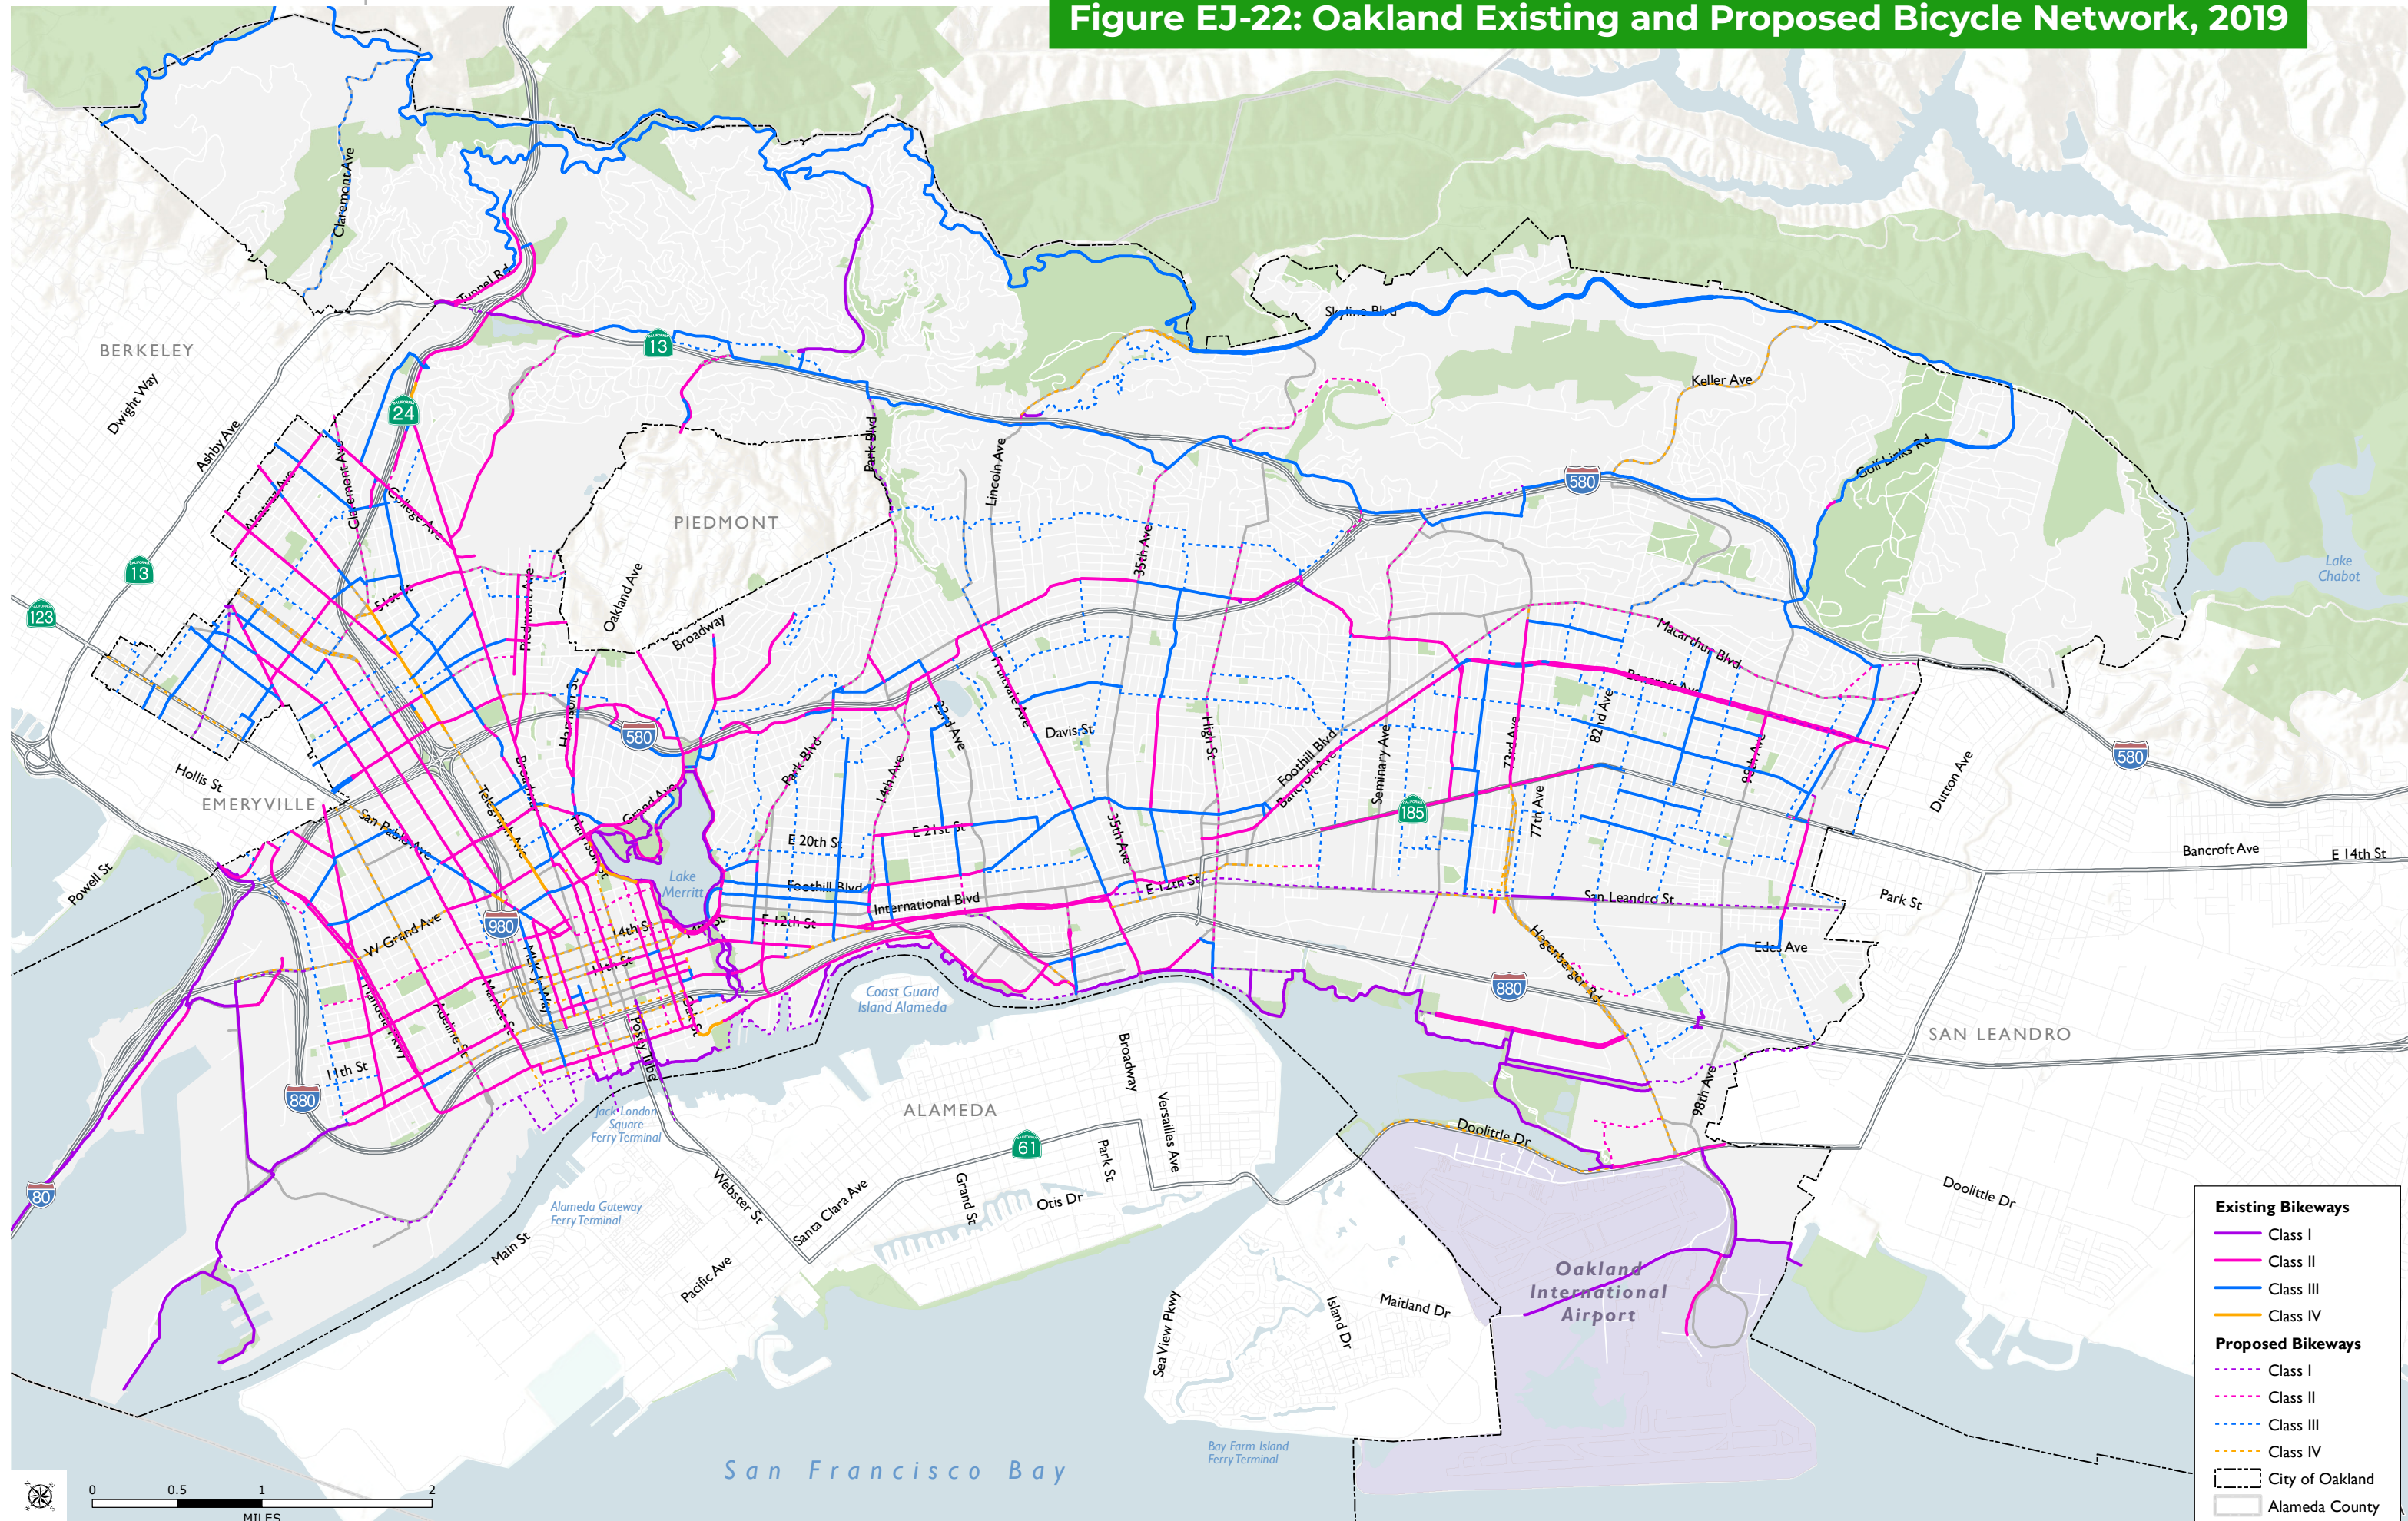 Figure EJ-22: Oakland Existing and Proposed Bicycle Network, 2019
Claremont Ave
Tunnel Rd
13
Skyline Blvd
BERKELEY
Dwight Way
Ashby Ave
24
Keller Ave
Park Blvd
Lincoln Ave
Golf Links Rd
Claremont Ave
Alcatraz Ave
College Ave
580
PIEDMONT
13
35th Ave
Lake
Chabot
123
51st St
Piedmont Ave
Oakland Ave
Broadway
Macarthur Blvd
Bancroft Ave
Fruitvale Ave
Harrison St
580
23rd Ave
Davis St
High St
Foothill Blvd
Bancroft Ave
Seminary Ave
73rd Ave
82nd Ave
98th Ave
580
Dutton Ave
Hollis St
EMERYVILLE
San Pablo Ave
Telegraph Ave
Broadway
Harrison St
Grand Ave
Park Blvd
14th Ave
E 20th St
E 21st St
35th Ave
185
77th Ave
Bancroft Ave
E 14th St
Powell St
Lake
Merritt
Foothill Blvd
International Blvd
E 12th St
E 12th St
San Leandro St
Park St
980
W Grand Ave
14th St
11th St
MLK Jr Way
Market St
Adeline St
Mandela Pkwy
Oak St
Posey Tube
Hegenberger Rd
Edes Ave
Coast Guard
Island Alameda
880
SAN LEANDRO
11th St
880
Jack London
Square
Ferry Terminal
ALAMEDA
Broadway
Versailles Ave
Park St
61
Doolittle Dr
98th Ave
80
Alameda Gateway
Ferry Terminal
Main St
Webster St
Santa Clara Ave
Grand St
Otis Dr
Pacific Ave
Doolittle Dr
Sea View Pkwy
Island Dr
Maitland Dr
Oakland
International
Airport
San Francisco Bay
Bay Farm Island
Ferry Terminal
0 0.5 1 2
MILES
Existing Bikeways
Class I
Class II
Class III
Class IV
Proposed Bikeways
Class I
Class II
Class III
Class IV
City of Oakland
Alameda County